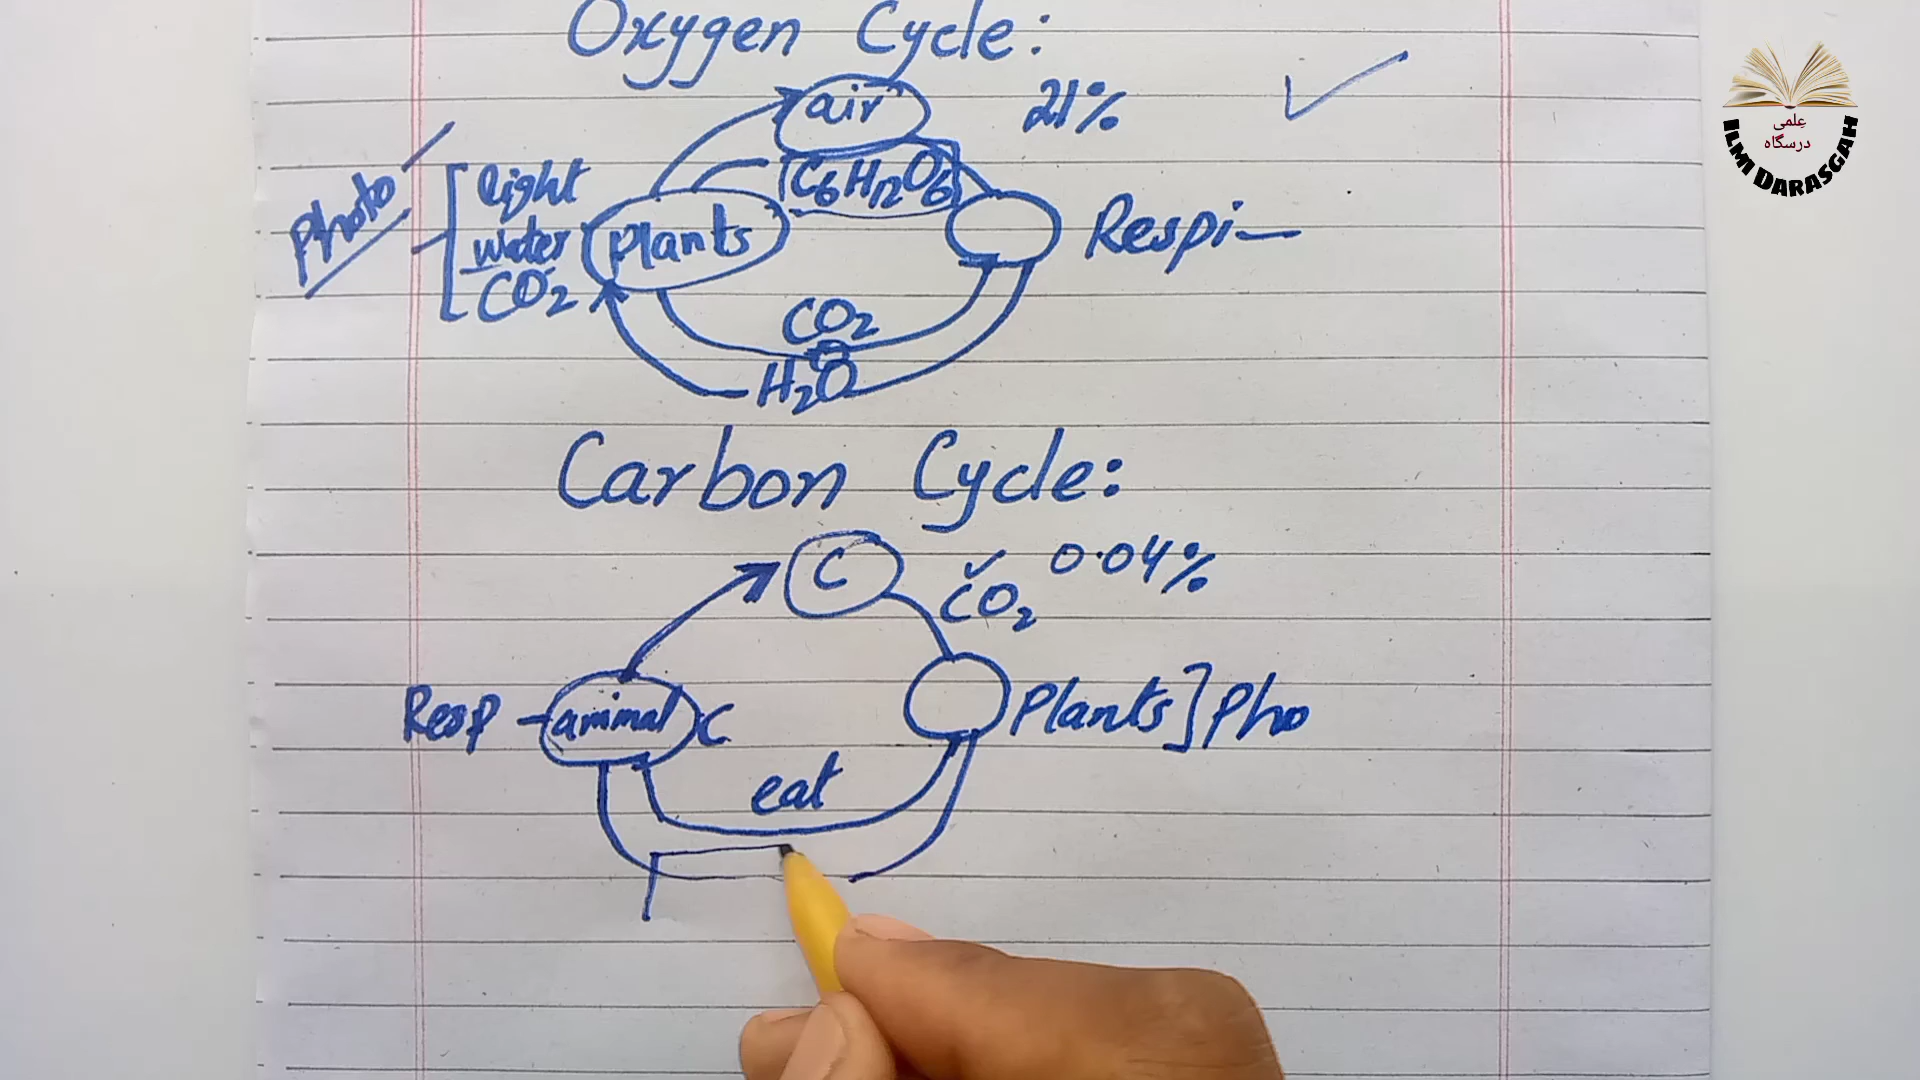 Oxygen Cycle:
air 21%
Photo
light
water
CO2
plants
C6H12O6
Respi—
CO2
H2O
Carbon Cycle:
C
CO2 0.04%
Resp - animal C
Plants] Pho
eat
علمی
درسگاہ
ILMI DARASGAH